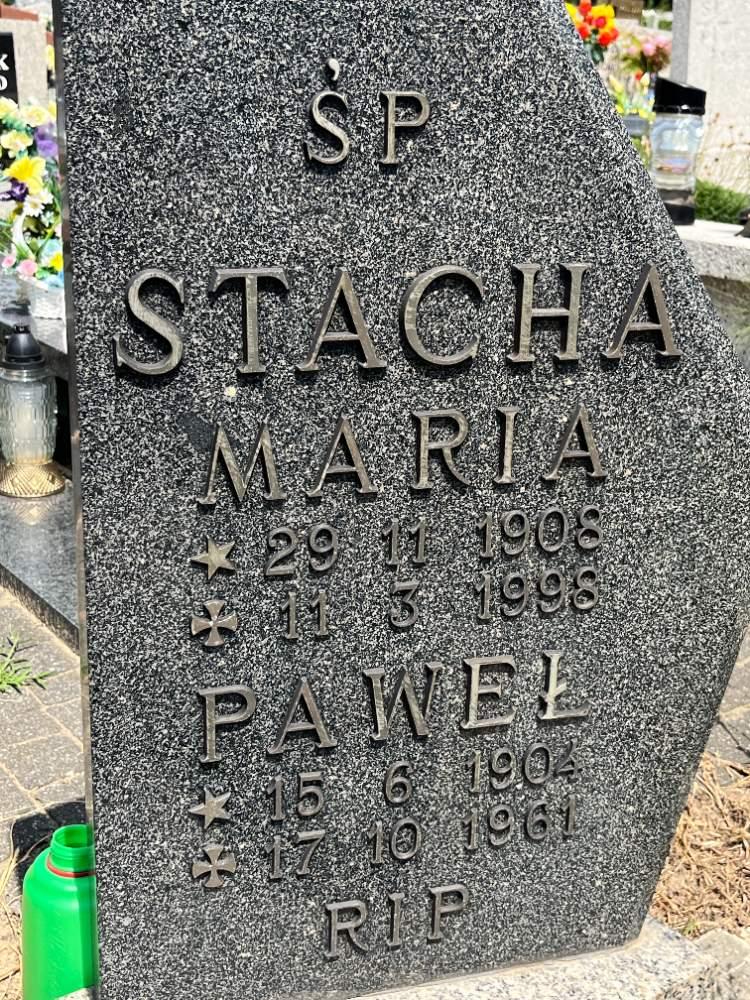 ŚP
STACHA
MARIA
29 11 1908
11 3 1998
PAWEŁ
15 6 1904
17 10 1961
RIP